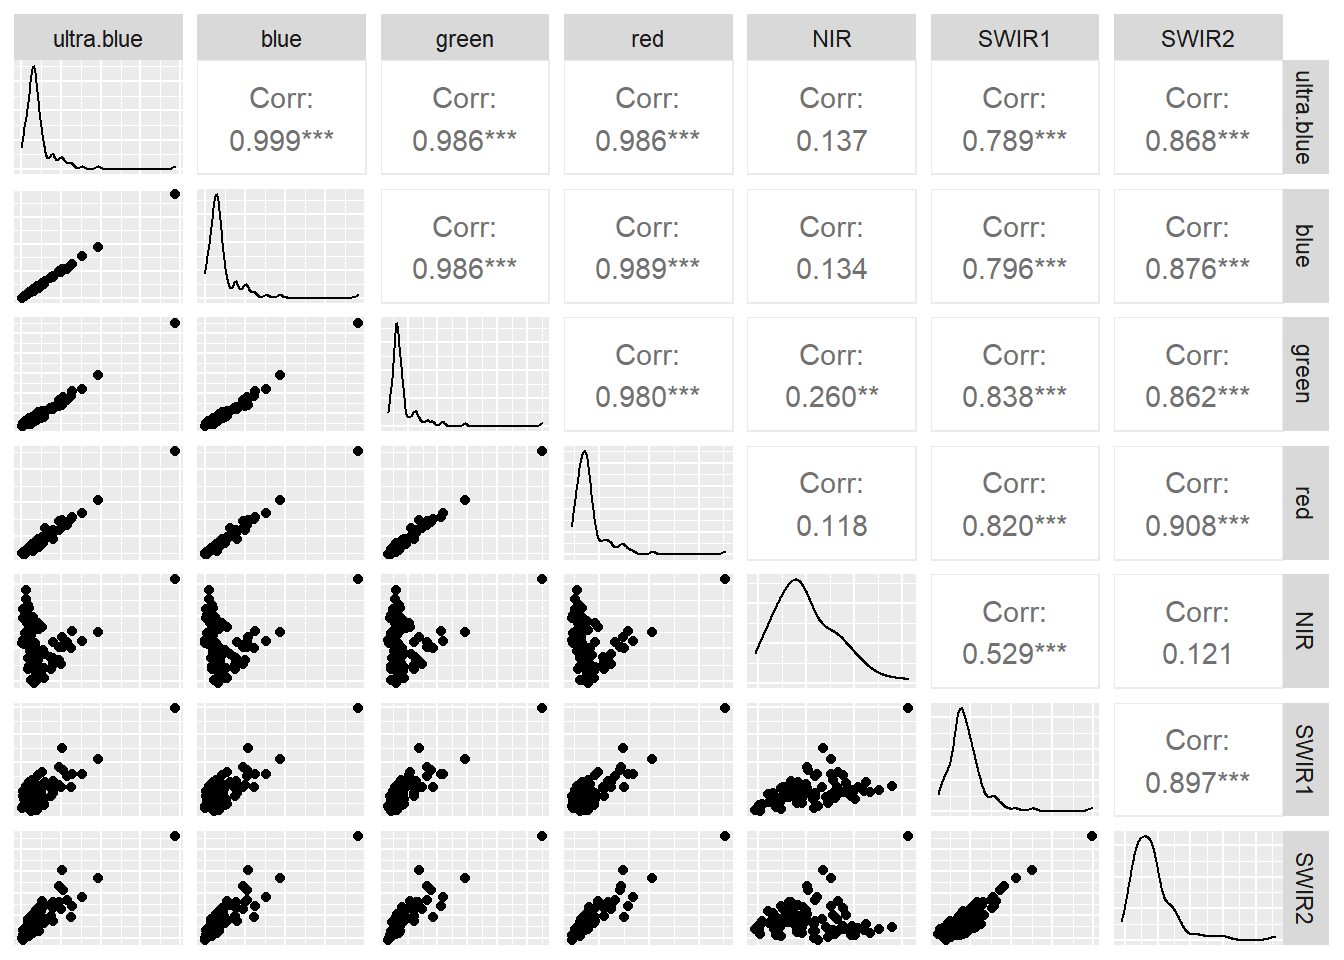 ultra.blue blue green red NIR SWIR1 SWIR2
Corr: Corr: Corr: Corr: Corr: Corr:
0.999*** 0.986*** 0.986*** 0.137 0.789*** 0.868***
ultra.blue
Corr: Corr: Corr: Corr: Corr:
0.986*** 0.989*** 0.134 0.796*** 0.876***
blue
Corr: Corr: Corr: Corr:
0.980*** 0.260** 0.838*** 0.862***
green
Corr: Corr: Corr:
0.118 0.820*** 0.908***
red
Corr: Corr:
0.529*** 0.121
NIR
Corr:
0.897***
SWIR1
SWIR2